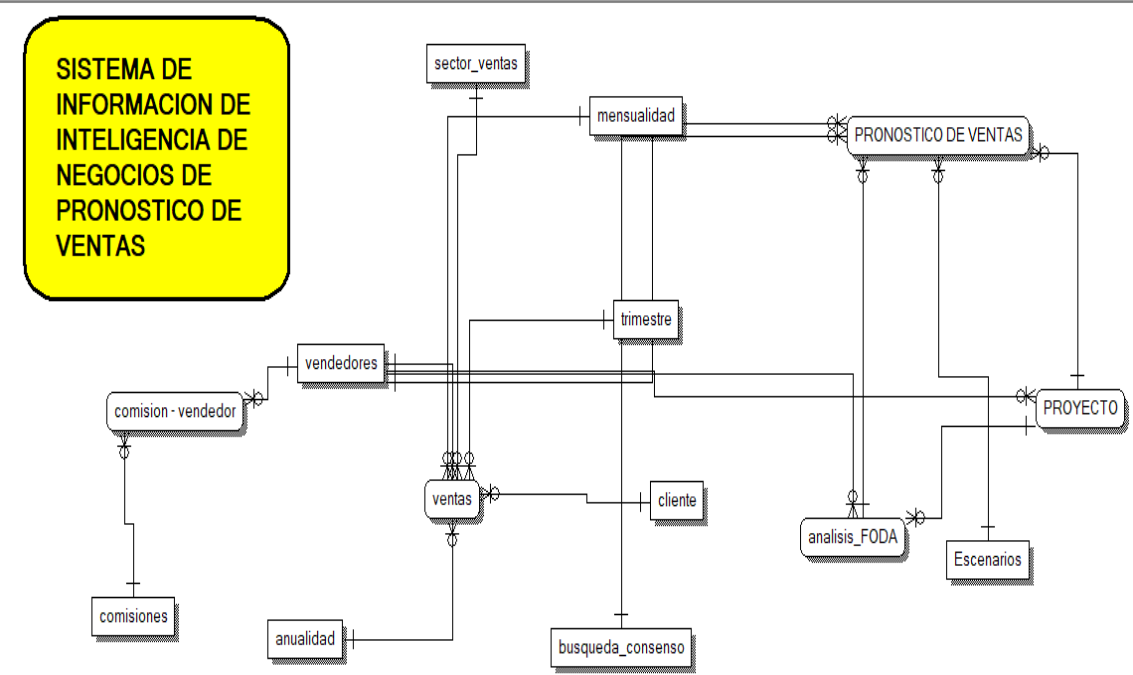 SISTEMA DE
INFORMACION DE
INTELIGENCIA DE
NEGOCIOS DE
PRONOSTICO DE
VENTAS
sector_ventas
mensualidad
PRONOSTICO DE VENTAS
trimestre
vendedores
comision - vendedor
PROYECTO
ventas
cliente
analisis_FODA
Escenarios
comisiones
anualidad
busqueda_consenso